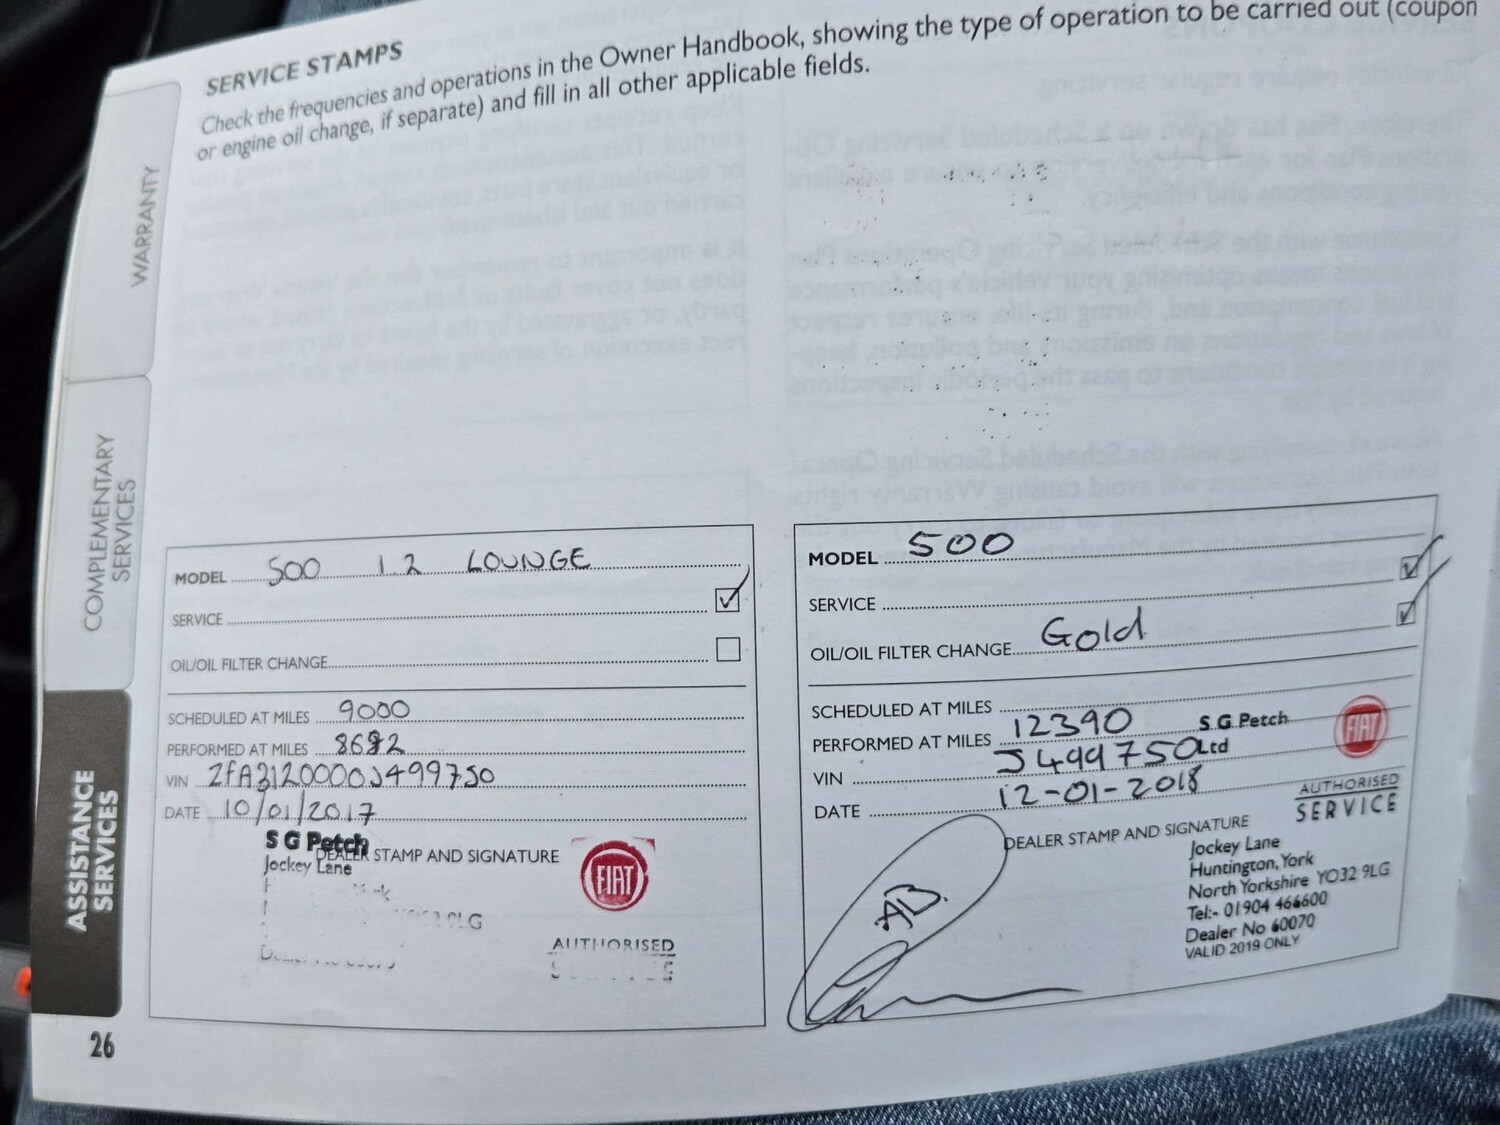 SERVICE STAMPS
Check the frequencies and operations in the Owner Handbook, showing the type of operation to be carried out (coupon
or engine oil change, if separate) and fill in all other applicable fields.
WARRANTY
COMPLEMENTARY
SERVICES
ASSISTANCE
SERVICES
MODEL 500 1.2 LOUNGE
SERVICE
OIL/OIL FILTER CHANGE
SCHEDULED AT MILES 9000
PERFORMED AT MILES 8692
VIN ZFA3120000J499750
DATE 10/01/2017
S G Petch
DEALER STAMP AND SIGNATURE
Jockey Lane
9LG
FIAT
AUTHORISED
MODEL 500
SERVICE
OIL/OIL FILTER CHANGE Gold
SCHEDULED AT MILES
PERFORMED AT MILES 12390
S G Petch
VIN J499750
Ltd
DATE 12-01-2018
FIAT
AUTHORISED
SERVICE
DEALER STAMP AND SIGNATURE
AB.
Jockey Lane
Huntington, York
North Yorkshire YO32 9LG
Tel:- 01904 466600
Dealer No 60070
VALID 2019 ONLY
26